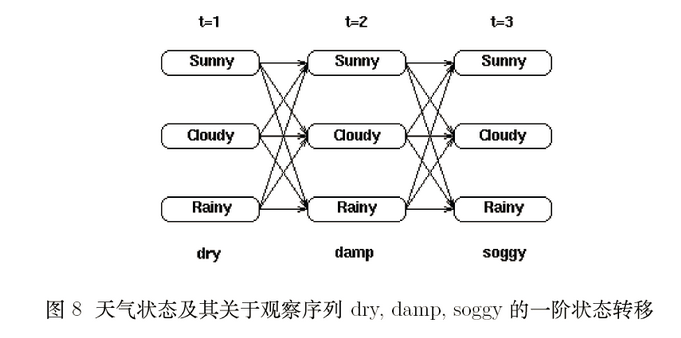 t=1 t=2 t=3
Sunny Sunny Sunny
Cloudy Cloudy Cloudy
Rainy Rainy Rainy
dry damp soggy
图 8 天气状态及其关于观察序列 dry, damp, soggy 的一阶状态转移